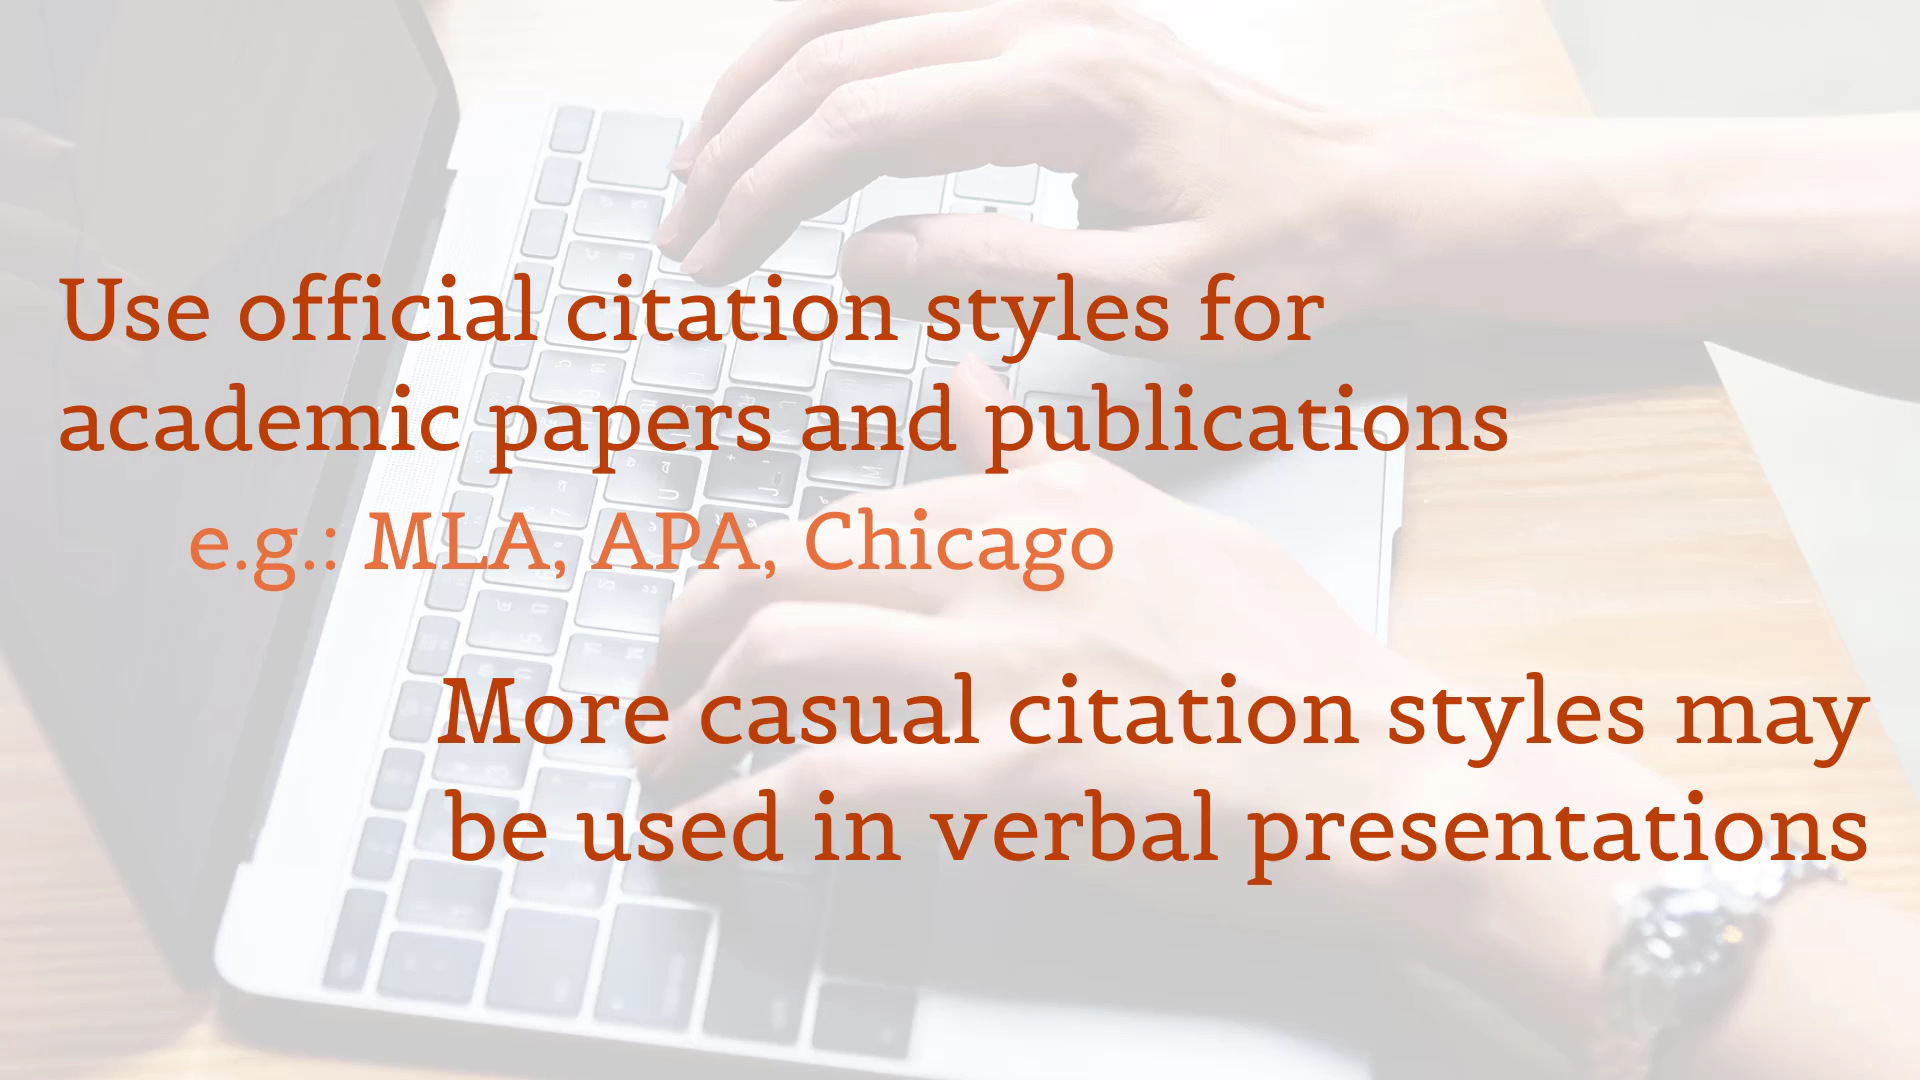 Use official citation styles for
academic papers and publications
e.g.: MLA, APA, Chicago
More casual citation styles may
be used in verbal presentations